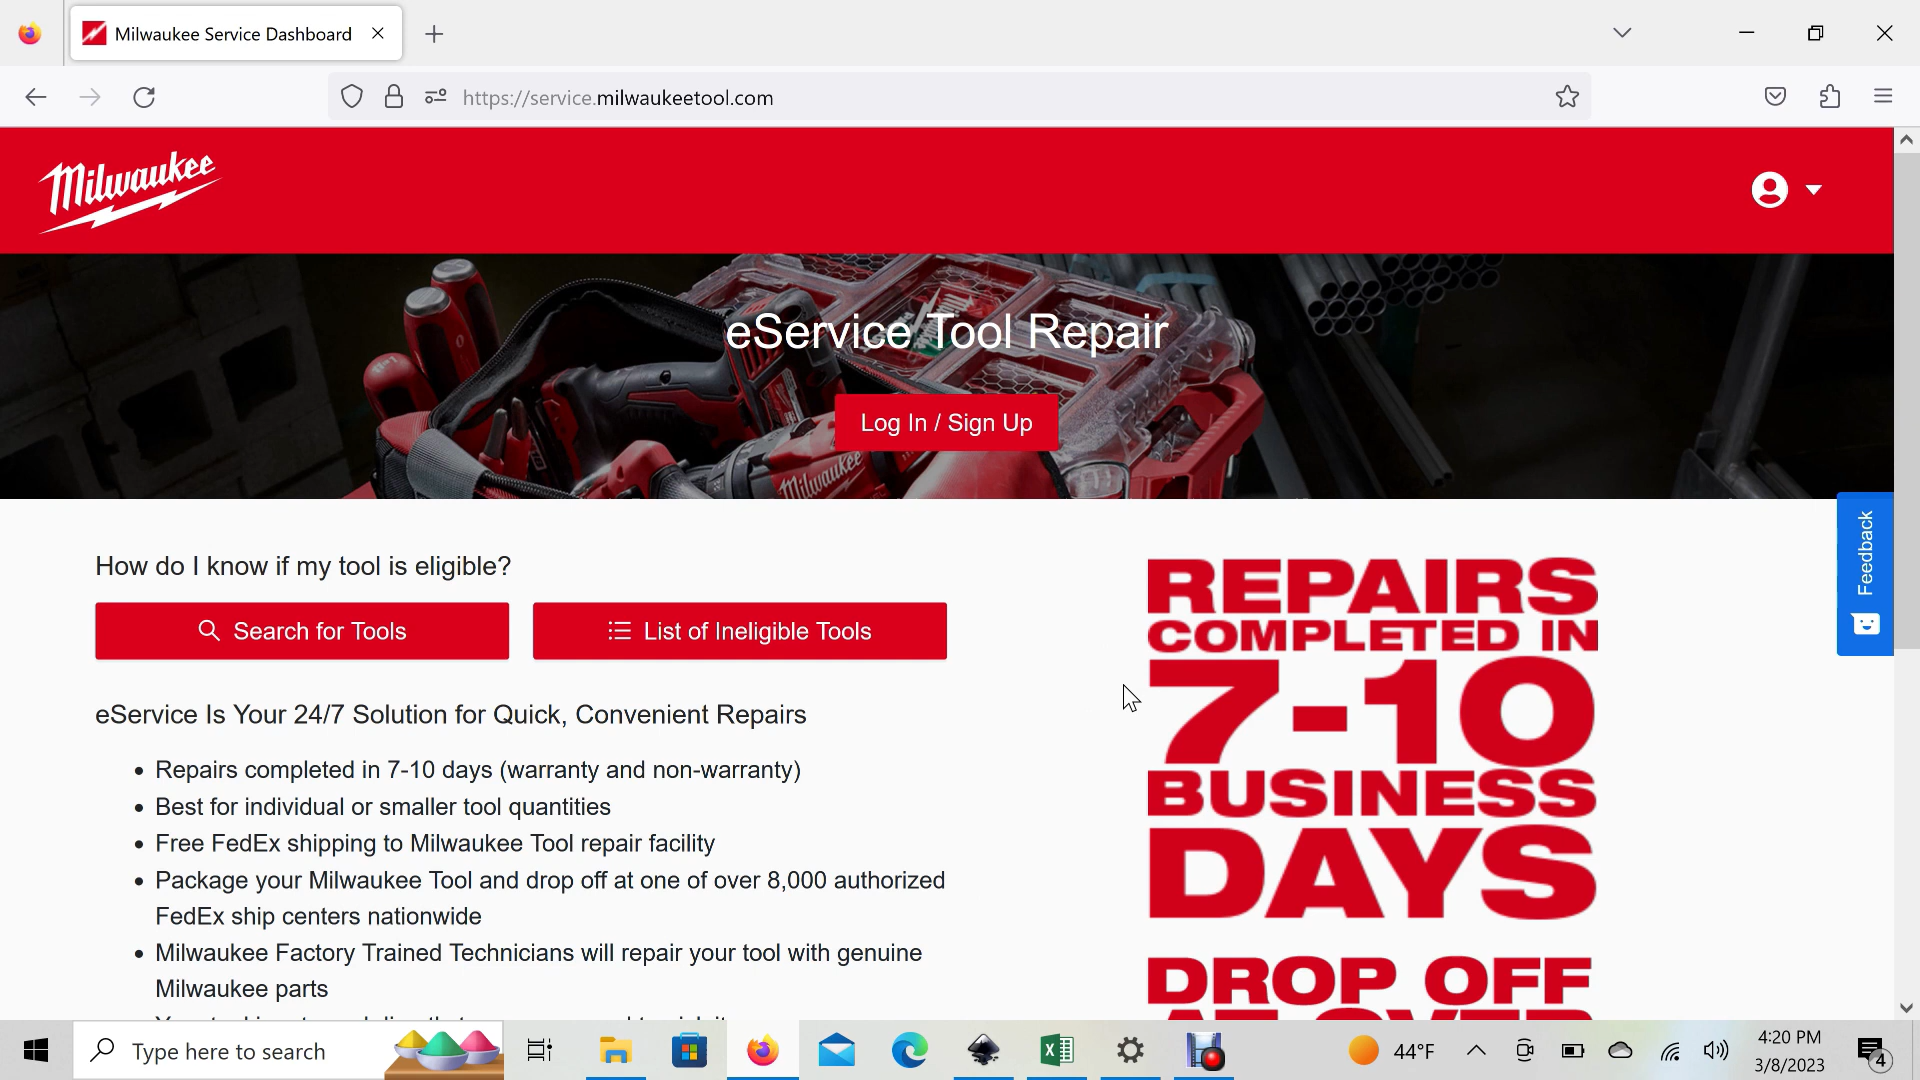 Milwaukee Service Dashboard
https://service.milwaukeetool.com
Milwaukee
eService Tool Repair
Log In / Sign Up
Milwaukee
Feedback
How do I know if my tool is eligible?
Search for Tools
List of Ineligible Tools
eService Is Your 24/7 Solution for Quick, Convenient Repairs
Repairs completed in 7-10 days (warranty and non-warranty)
Best for individual or smaller tool quantities
Free FedEx shipping to Milwaukee Tool repair facility
Package your Milwaukee Tool and drop off at one of over 8,000 authorized
FedEx ship centers nationwide
Milwaukee Factory Trained Technicians will repair your tool with genuine
Milwaukee parts
REPAIRS
COMPLETED IN
7-10
BUSINESS
DAYS
DROP OFF
AT OVER
Type here to search
44°F
4:20 PM
3/8/2023
4